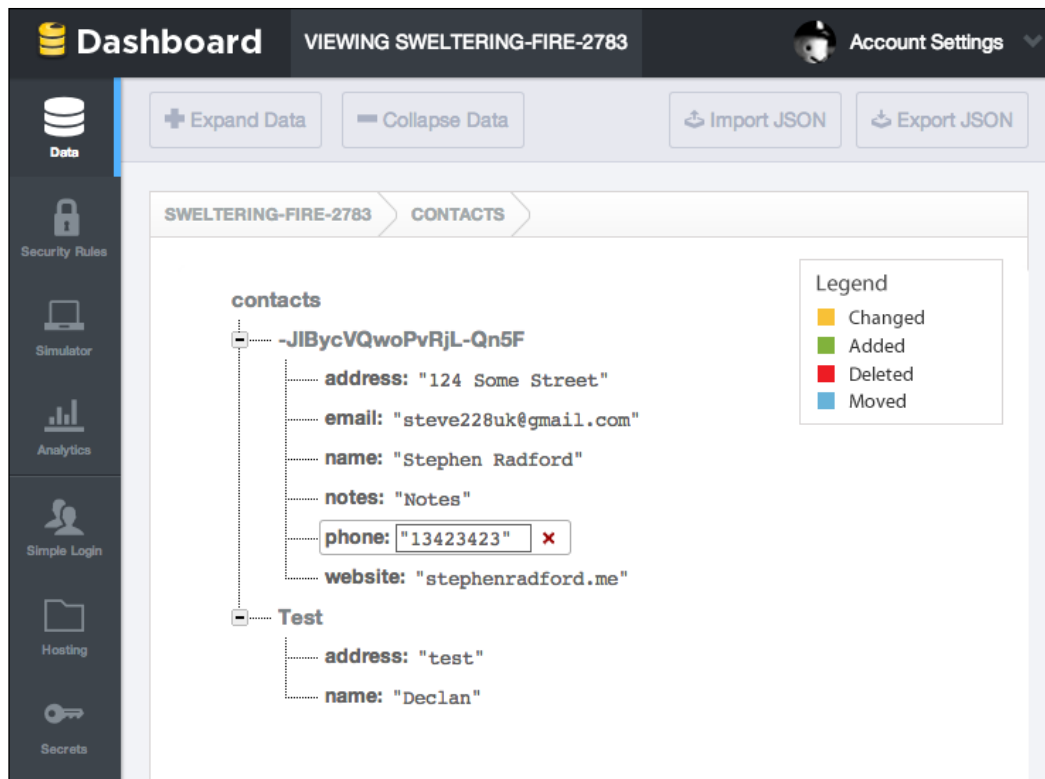 Dashboard VIEWING SWELTERING-FIRE-2783 Account Settings
Expand Data Collapse Data Import JSON Export JSON
Data
Security Rules
Simulator
Analytics
Simple Login
Hosting
Secrets
SWELTERING-FIRE-2783 CONTACTS
Legend
Changed
Added
Deleted
Moved
contacts
-JIBycVQwoPvRjL-Qn5F
address: "124 Some Street"
email: "steve228uk@gmail.com"
name: "Stephen Radford"
notes: "Notes"
phone: "13423423"
website: "stephenradford.me"
Test
address: "test"
name: "Declan"